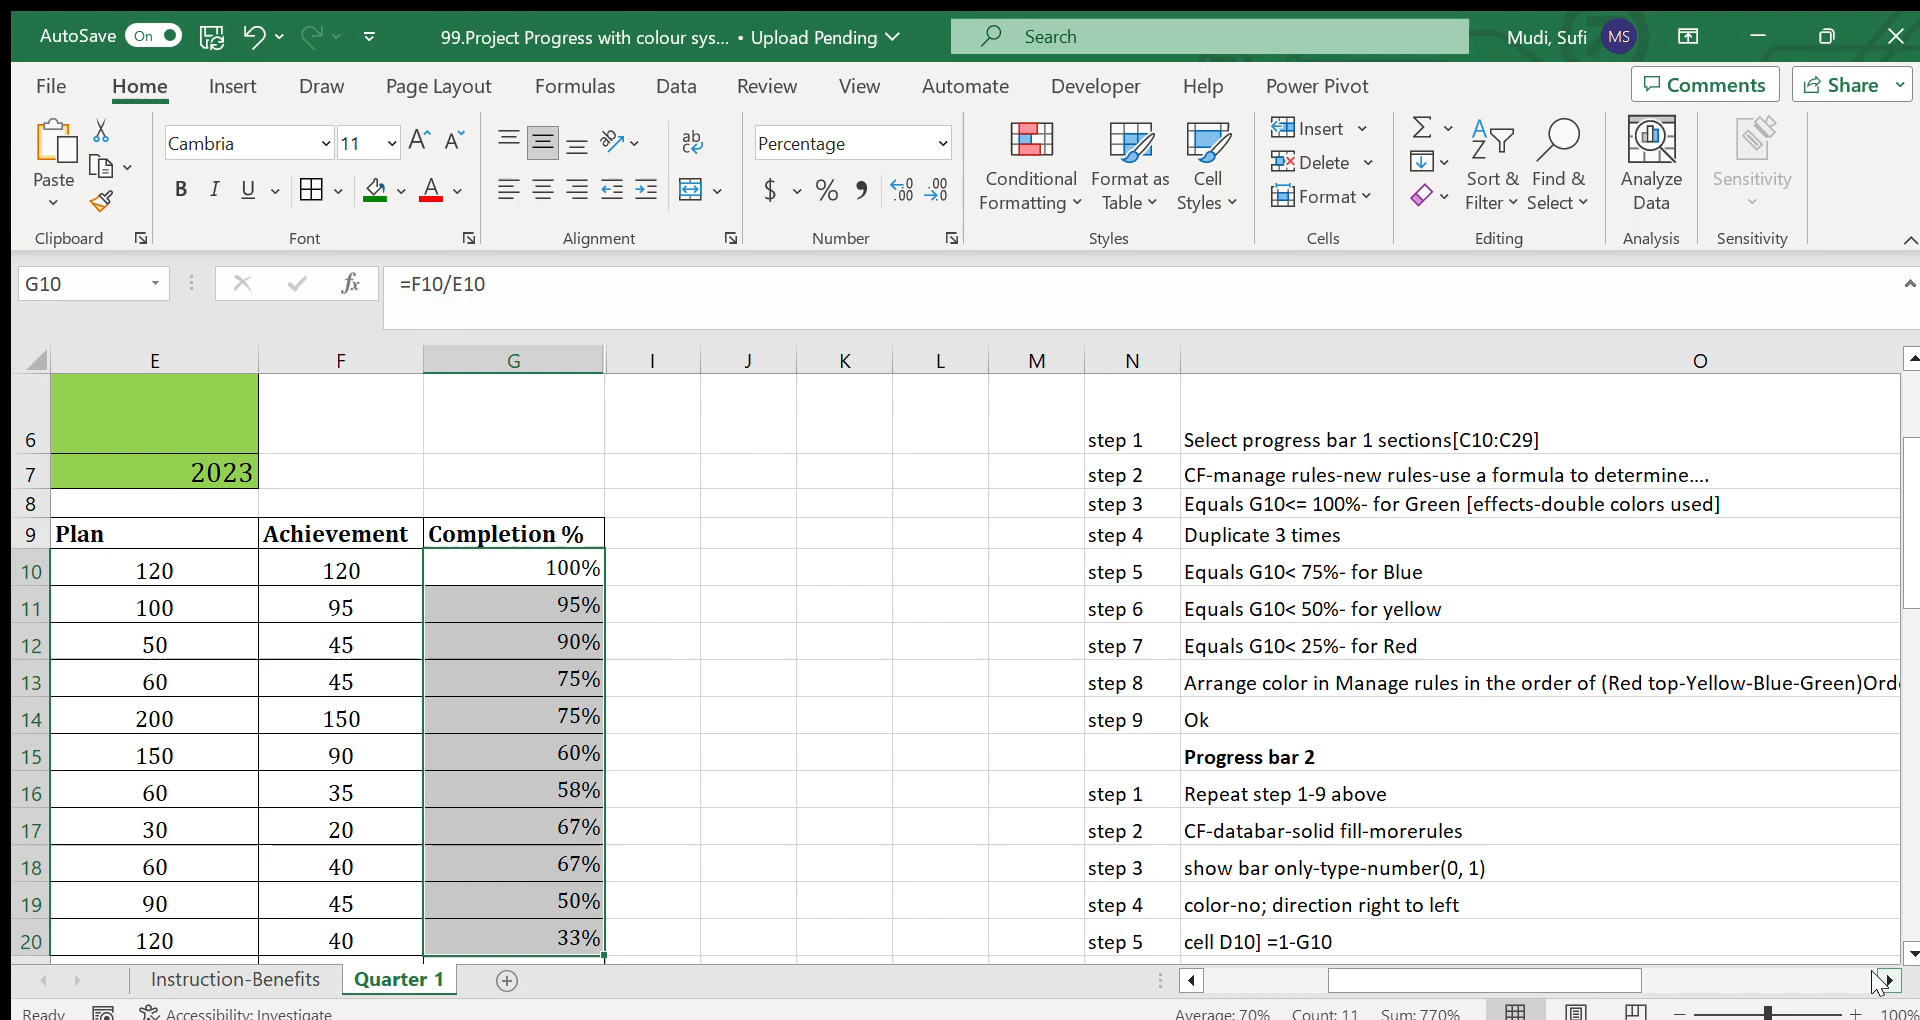 AutoSave On 99.Project Progress with colour sys... • Upload Pending Search Mudi, Sufi MS
File Home Insert Draw Page Layout Formulas Data Review View Automate Developer Help Power Pivot Comments Share
Cambria 11 Percentage Insert
Paste Conditional Formatting Format as Table Cell Styles Delete Sort & Filter Find & Select Analyze Data Sensitivity
Format
Clipboard Font Alignment Number Styles Cells Editing Analysis Sensitivity
G10 fx =F10/E10
E F G I J K L M N O
6 step 1 Select progress bar 1 sections[C10:C29]
7 2023 step 2 CF-manage rules-new rules-use a formula to determine....
8 step 3 Equals G10<= 100%- for Green [effects-double colors used]
9 Plan Achievement Completion % step 4 Duplicate 3 times
10 120 120 100% step 5 Equals G10< 75%- for Blue
11 100 95 95% step 6 Equals G10< 50%- for yellow
12 50 45 90% step 7 Equals G10< 25%- for Red
13 60 45 75% step 8 Arrange color in Manage rules in the order of (Red top-Yellow-Blue-Green)Ord
14 200 150 75% step 9 Ok
15 150 90 60% Progress bar 2
16 60 35 58% step 1 Repeat step 1-9 above
17 30 20 67% step 2 CF-databar-solid fill-morerules
18 60 40 67% step 3 show bar only-type-number(0, 1)
19 90 45 50% step 4 color-no; direction right to left
20 120 40 33% step 5 cell D10] =1-G10
Instruction-Benefits Quarter 1
Ready Accessibility: Investigate Average: 70% Count: 11 Sum: 770% 100%